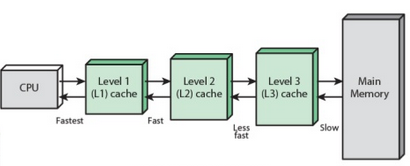 CPU
Level 1
(L1) cache
Level 2
(L2) cache
Level 3
(L3) cache
Main
Memory
Fastest
Fast
Less
fast
Slow